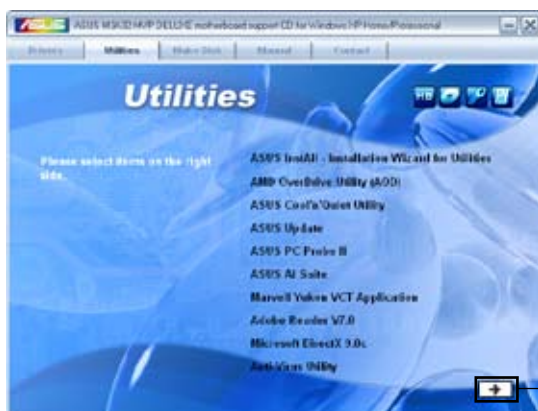 ASUS M3A32-MVP DELUXE motherboard support CD for Windows XP Home/Professional
Drivers
Utilities
Make Disk
Manual
Contact
Utilities
Please select items on the right
side.
ASUS InstAll - Installation Wizard for Utilities
AMD OverDrive Utility (AOD)
ASUS Cool'n'Quiet Utility
ASUS Update
ASUS PC Probe II
ASUS AI Suite
Marvell Yukon VCT Application
Adobe Reader V7.0
Microsoft DirectX 9.0c
Anti-Virus Utility